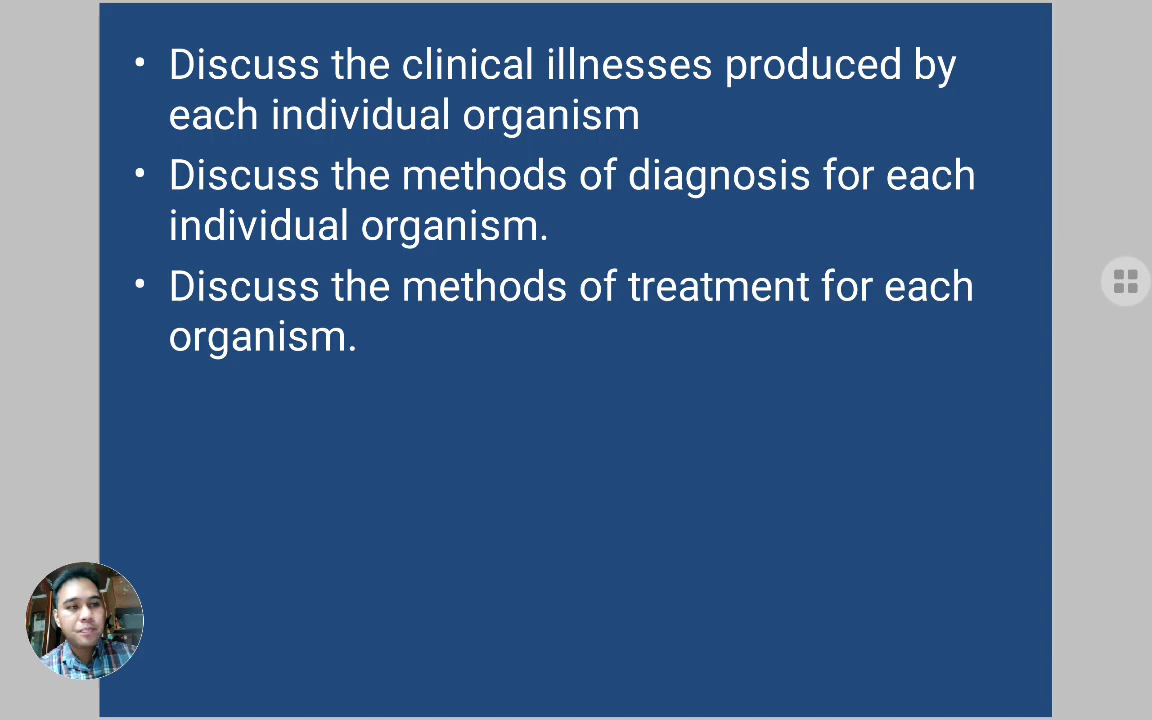 • Discuss the clinical illnesses produced by
each individual organism
• Discuss the methods of diagnosis for each
individual organism.
• Discuss the methods of treatment for each
organism.